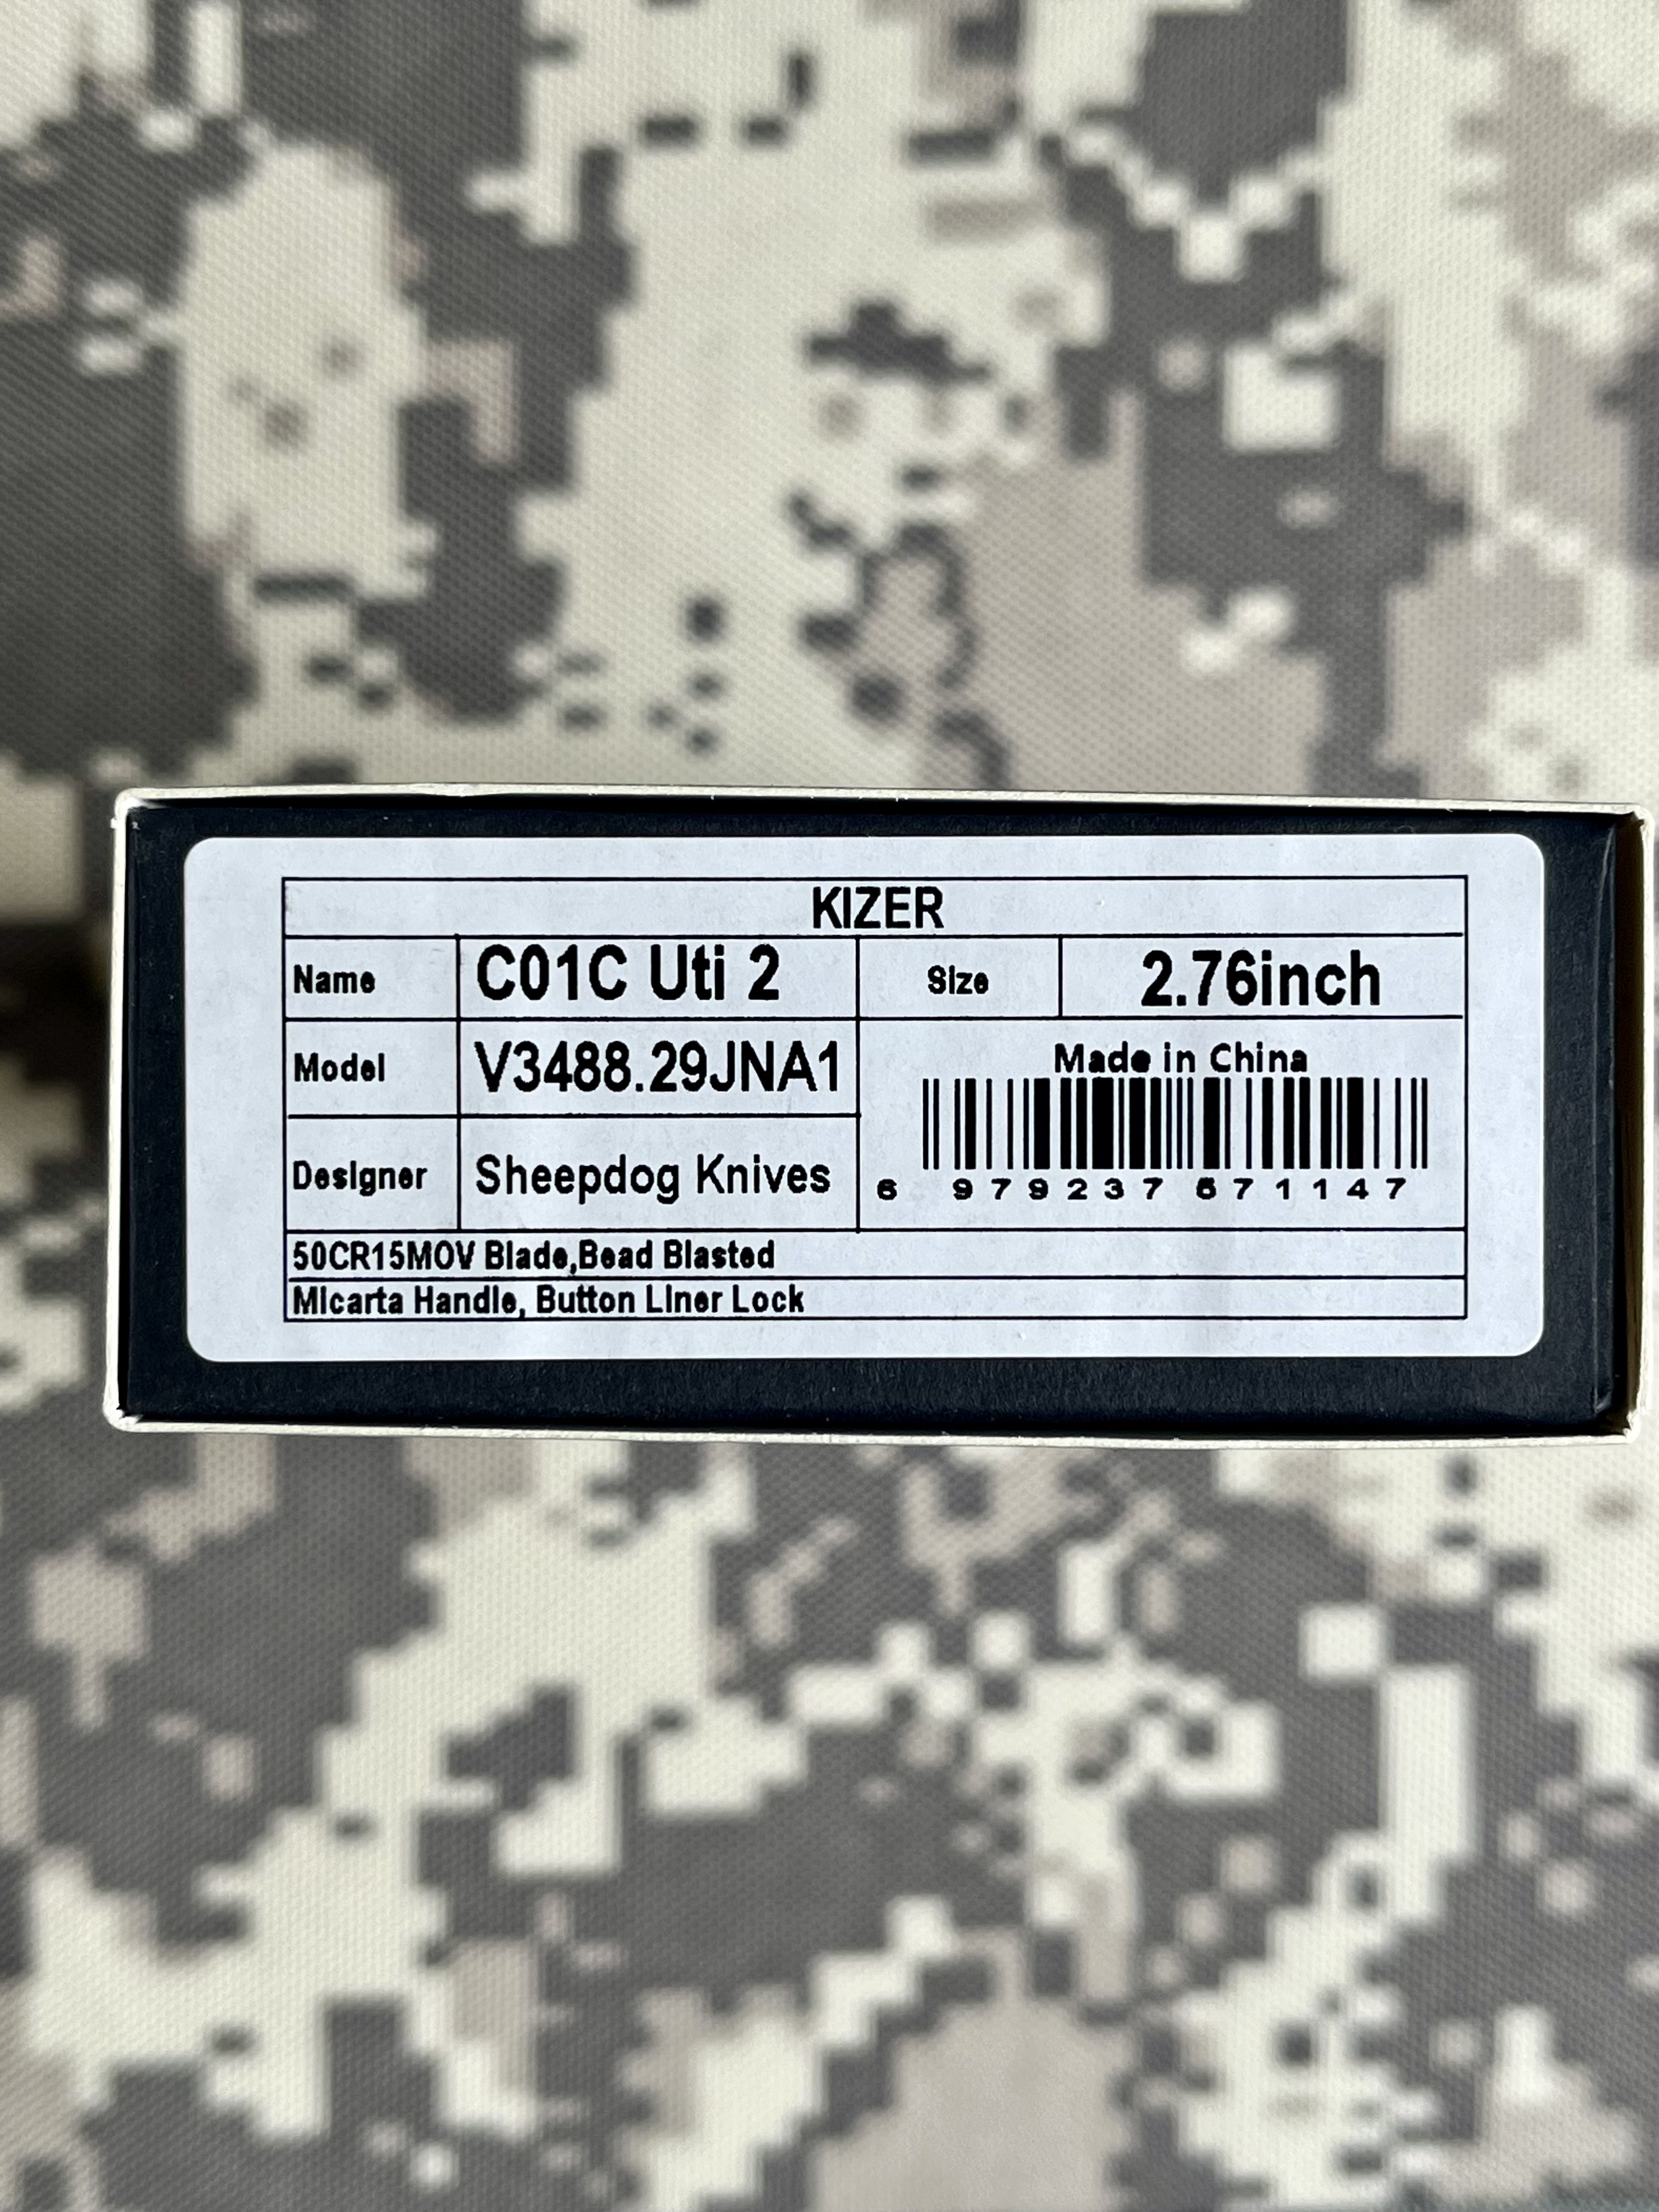 KIZER
Name C01C Uti 2 Size 2.76inch
Model V3488.29JNA1
Made in China
Designer Sheepdog Knives
6 979237 671147
50CR15MOV Blade,Bead Blasted
Micarta Handle, Button Liner Lock